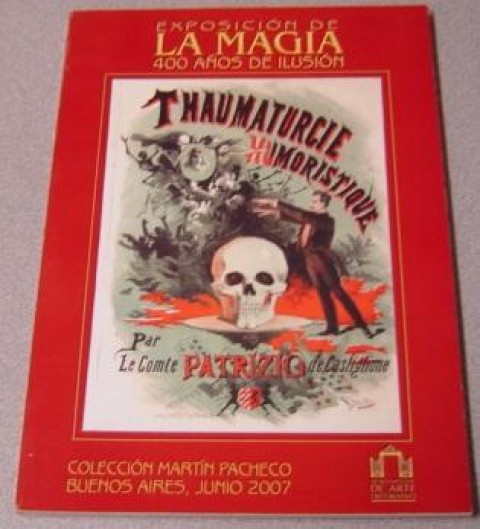 EXPOSICIÓN DE
LA MAGIA
400 AÑOS DE ILUSIÓN
THAUMATURGIE
HUMORISTIQUE
Par
Le Comte PATRIZIO de Castiglione
COLECCIÓN MARTÍN PACHECO
BUENOS AIRES, JUNIO 2007
DE ARTE